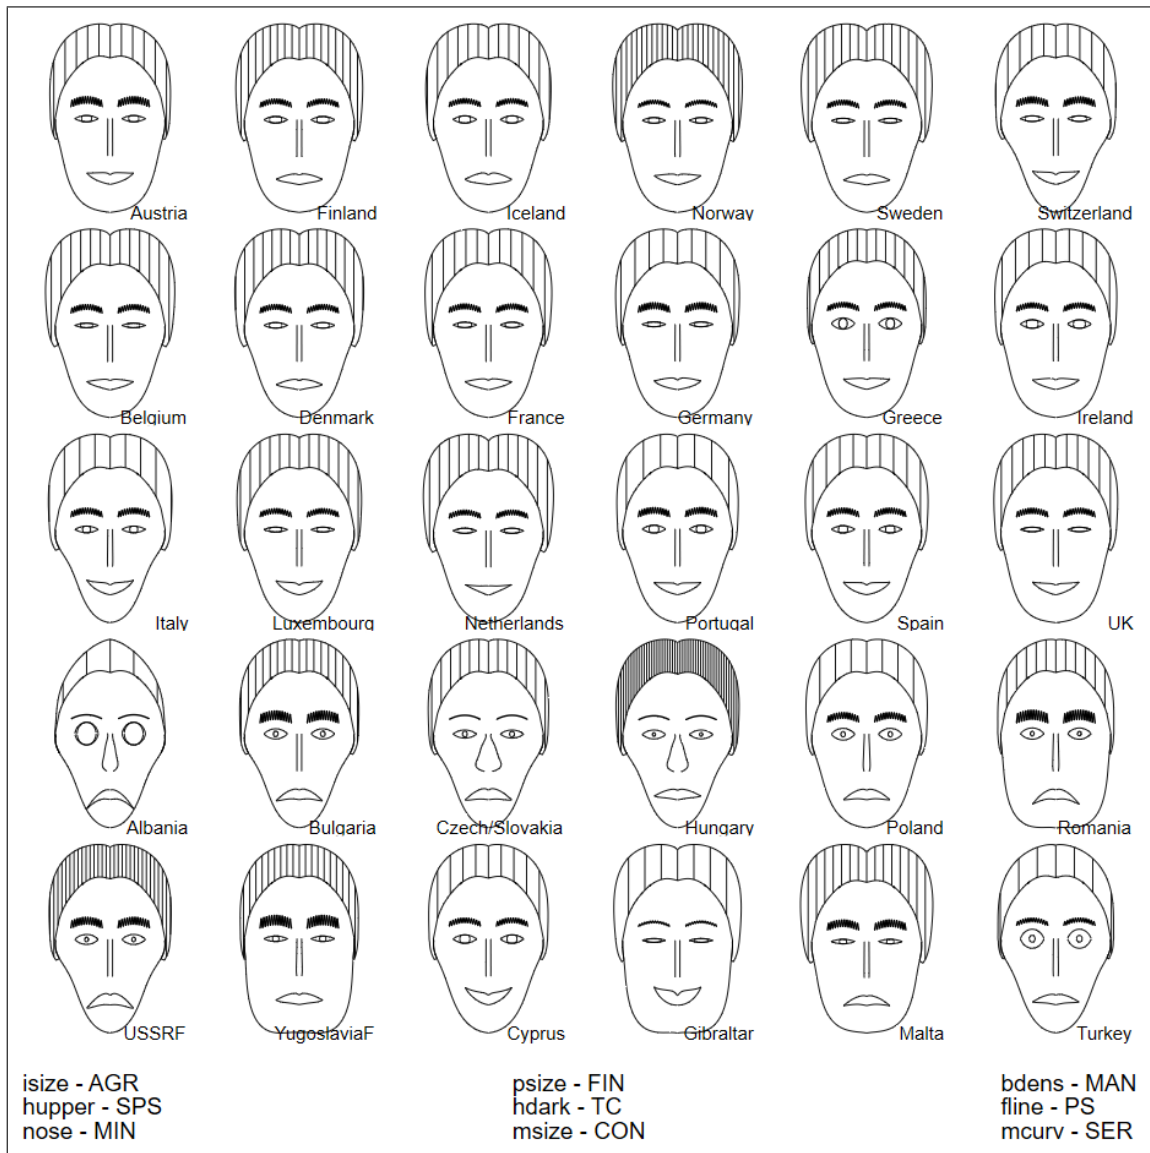 Austria Finland Iceland Norway Sweden Switzerland
Belgium Denmark France Germany Greece Ireland
Italy Luxembourg Netherlands Portugal Spain UK
Albania Bulgaria Czech/Slovakia Hungary Poland Romania
USSRF YugoslaviaF Cyprus Gibraltar Malta Turkey
isize - AGR psize - FIN bdens - MAN
hupper - SPS hdark - TC fline - PS
nose - MIN msize - CON mcurv - SER